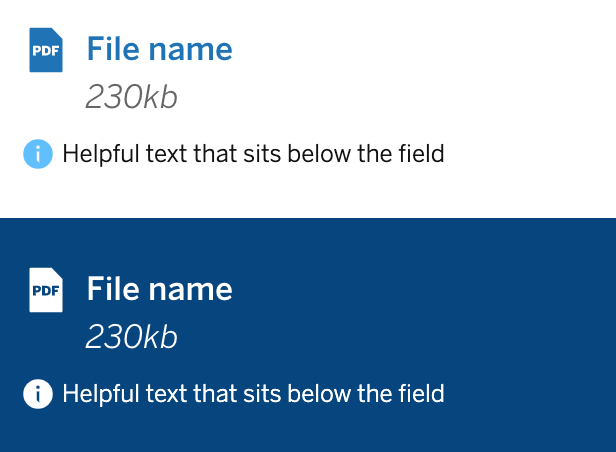 PDF File name
230kb
i Helpful text that sits below the field
PDF File name
230kb
i Helpful text that sits below the field